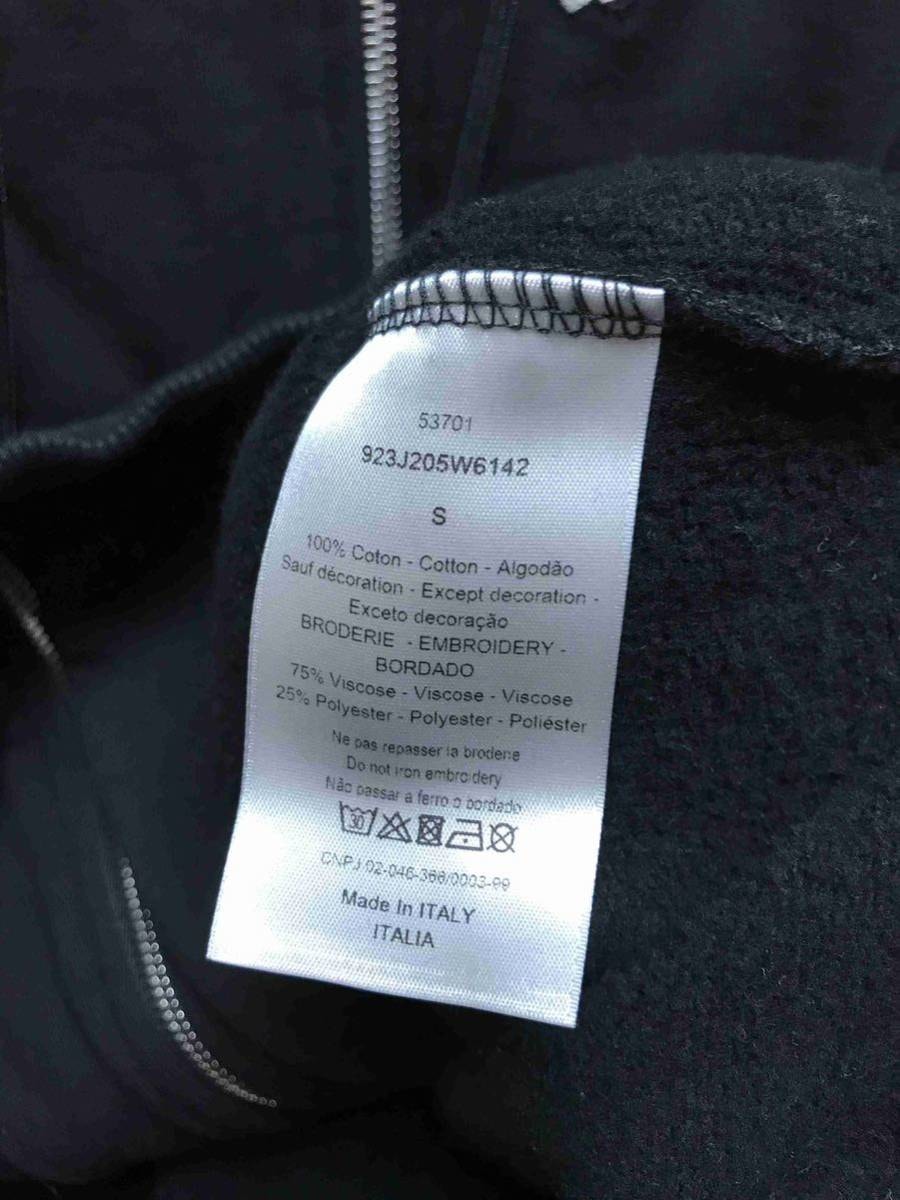 53701
923J205W6142
S
100% Coton - Cotton - Algodão
Sauf décoration - Except decoration -
Exceto decoração
BRODERIE - EMBROIDERY -
BORDADO
75% Viscose - Viscose - Viscose
25% Polyester - Polyester - Poliéster
Ne pas repasser la broderie
Do not iron embroidery
Não passar a ferro o bordado
30
CNPJ 02-046-366/0003-99
Made In ITALY
ITALIA